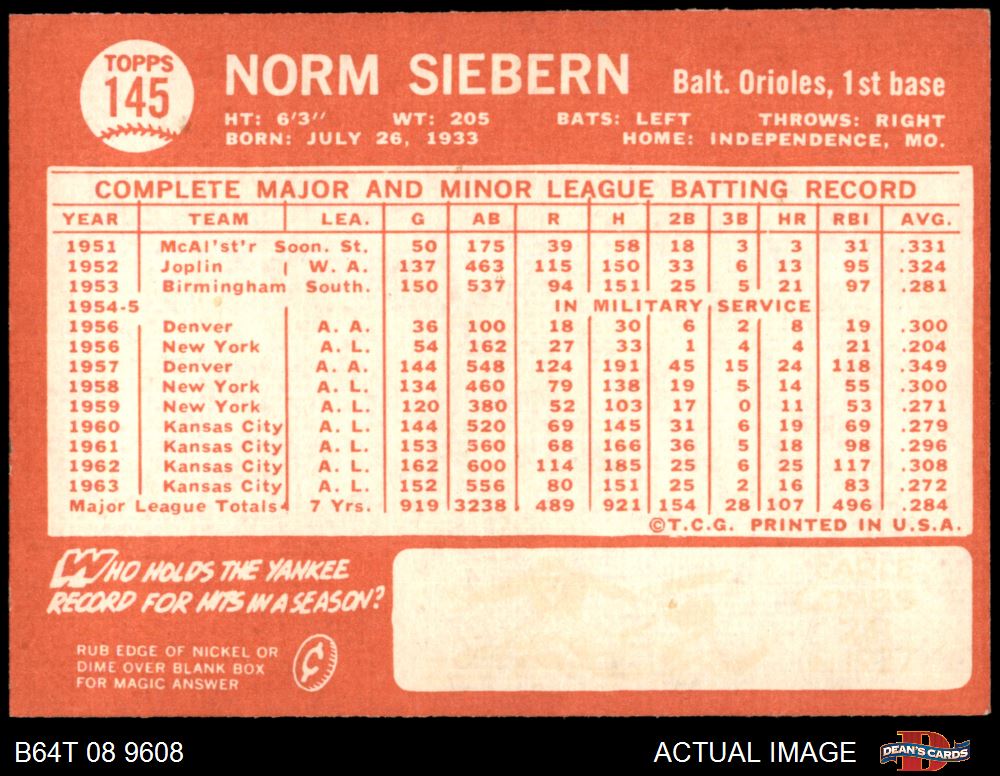 TOPPS
145
NORM SIEBERN Balt. Orioles, 1st base
HT: 6'3" WT: 205 BATS: LEFT THROWS: RIGHT
BORN: JULY 26, 1933 HOME: INDEPENDENCE, MO.
COMPLETE MAJOR AND MINOR LEAGUE BATTING RECORD
YEAR TEAM LEA. G AB R H 2B 3B HR RBI AVG.
1951 McAl'st'r Soon. St. 50 175 39 58 18 3 3 31 .331
1952 Joplin W. A. 137 463 115 150 33 6 13 95 .324
1953 Birmingham South. 150 537 94 151 25 5 21 97 .281
1954-5 IN MILITARY SERVICE
1956 Denver A. A. 36 100 18 30 6 2 8 19 .300
1956 New York A. L. 54 162 27 33 1 4 4 21 .204
1957 Denver A. A. 144 548 124 191 45 15 24 118 .349
1958 New York A. L. 134 460 79 138 19 5 14 55 .300
1959 New York A. L. 120 380 52 103 17 0 11 53 .271
1960 Kansas City A. L. 144 520 69 145 31 6 19 69 .279
1961 Kansas City A. L. 153 560 68 166 36 5 18 98 .296
1962 Kansas City A. L. 162 600 114 185 25 6 25 117 .308
1963 Kansas City A. L. 152 556 80 151 25 2 16 83 .272
Major League Totals 7 Yrs. 919 3238 489 921 154 28 107 496 .284
©T.C.G. PRINTED IN U.S.A.
WHO HOLDS THE YANKEE
RECORD FOR HITS IN A SEASON?
RUB EDGE OF NICKEL OR
DIME OVER BLANK BOX
FOR MAGIC ANSWER
B64T 08 9608 ACTUAL IMAGE DEAN'S CARDS